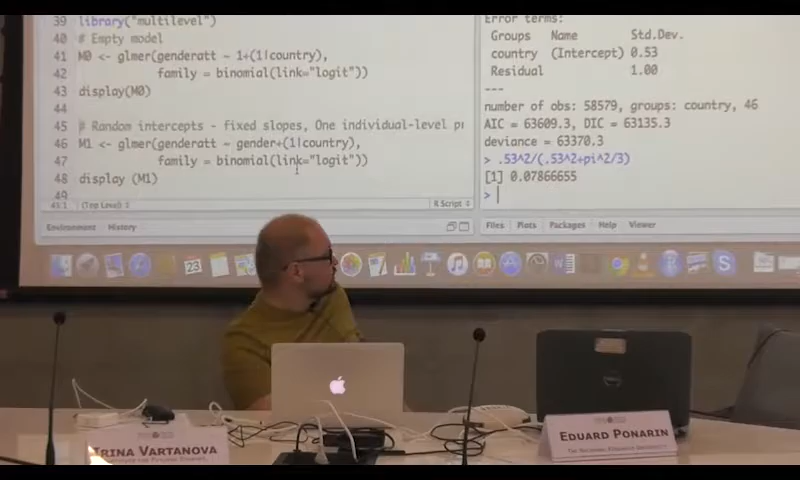 39 library("multilevel")
40 # Empty model
41 M0 <- glmer(genderatt ~ 1+(1|country),
42 family = binomial(link="logit"))
43 display(M0)
44
45 # Random intercepts - fixed slopes, One individual-level pr
46 M1 <- glmer(genderatt ~ gender+(1|country),
47 family = binomial(link="logit"))
48 display (M1)
49
45:1 (Top Level) R Script
Environment History
Error terms:
Groups Name Std.Dev.
country (Intercept) 0.53
Residual 1.00
---
number of obs: 58579, groups: country, 46
AIC = 63609.3, DIC = 63135.3
deviance = 63370.3
> .53^2/(.53^2+pi^2/3)
[1] 0.07866655
>
Files Plots Packages Help Viewer
23
IRINA VARTANOVA
EDUARD PONARIN